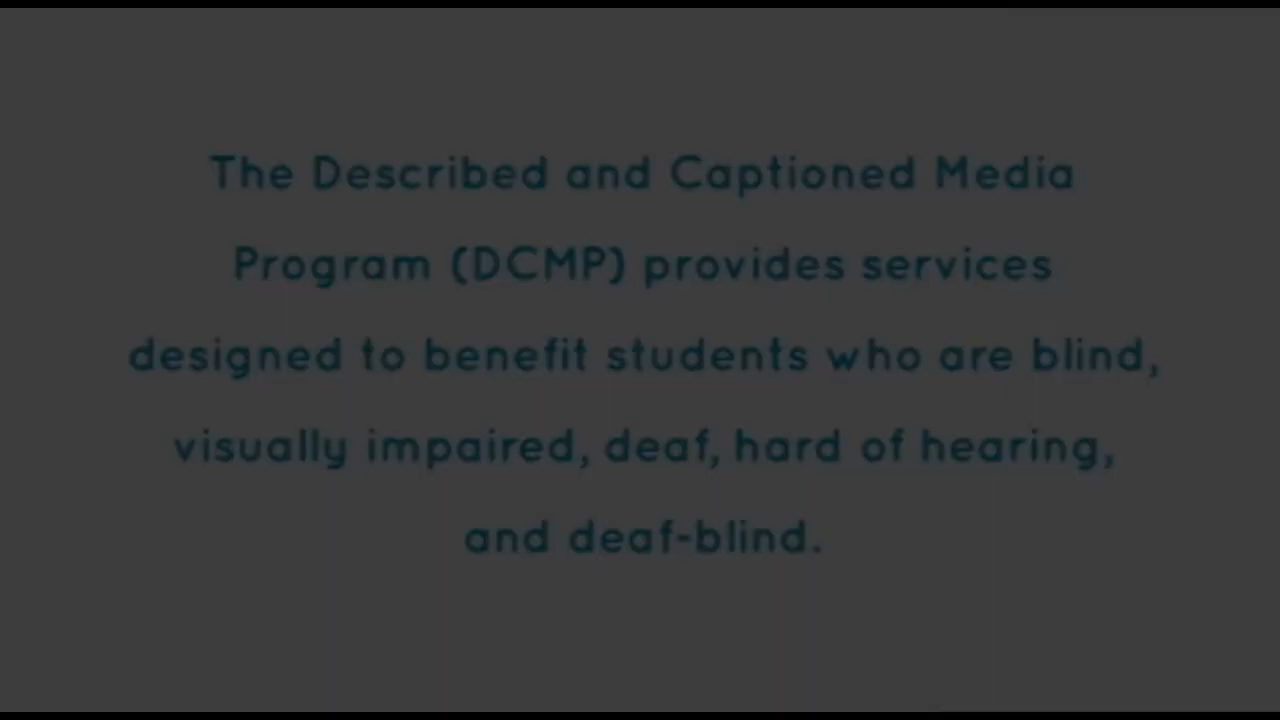 The Described and Captioned Media
Program (DCMP) provides services
designed to benefit students who are blind,
visually impaired, deaf, hard of hearing,
and deaf-blind.